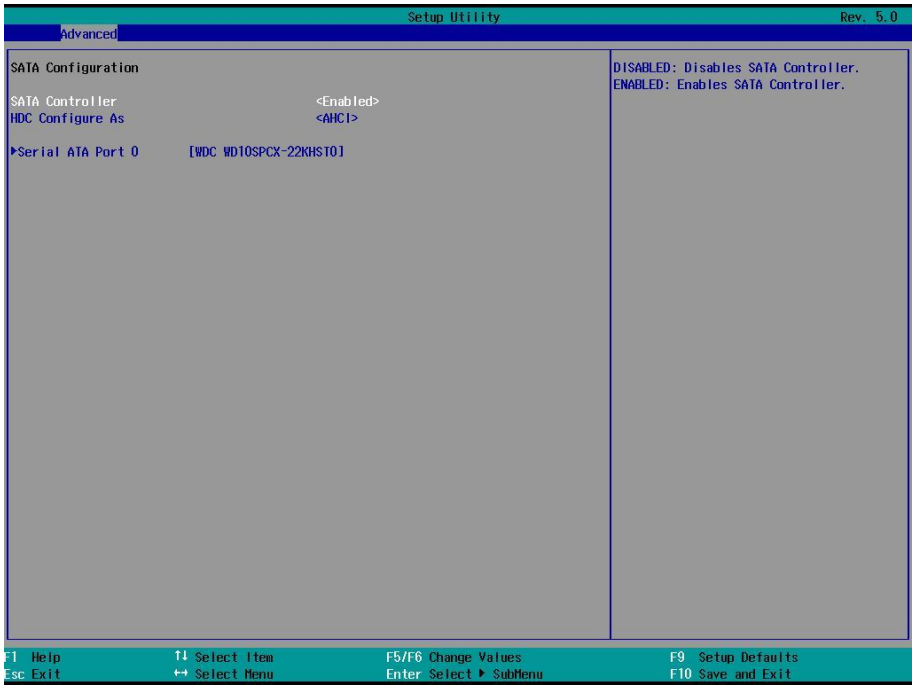 Setup Utility Rev. 5.0
Advanced
SATA Configuration
SATA Controller <Enabled>
HDC Configure As <AHCI>
▶Serial ATA Port 0 [WDC WD10SPCX-22KHST0]
DISABLED: Disables SATA Controller.
ENABLED: Enables SATA Controller.
F1 Help ↑↓ Select Item F5/F6 Change Values F9 Setup Defaults
Esc Exit ↔ Select Menu Enter Select ▶ SubMenu F10 Save and Exit